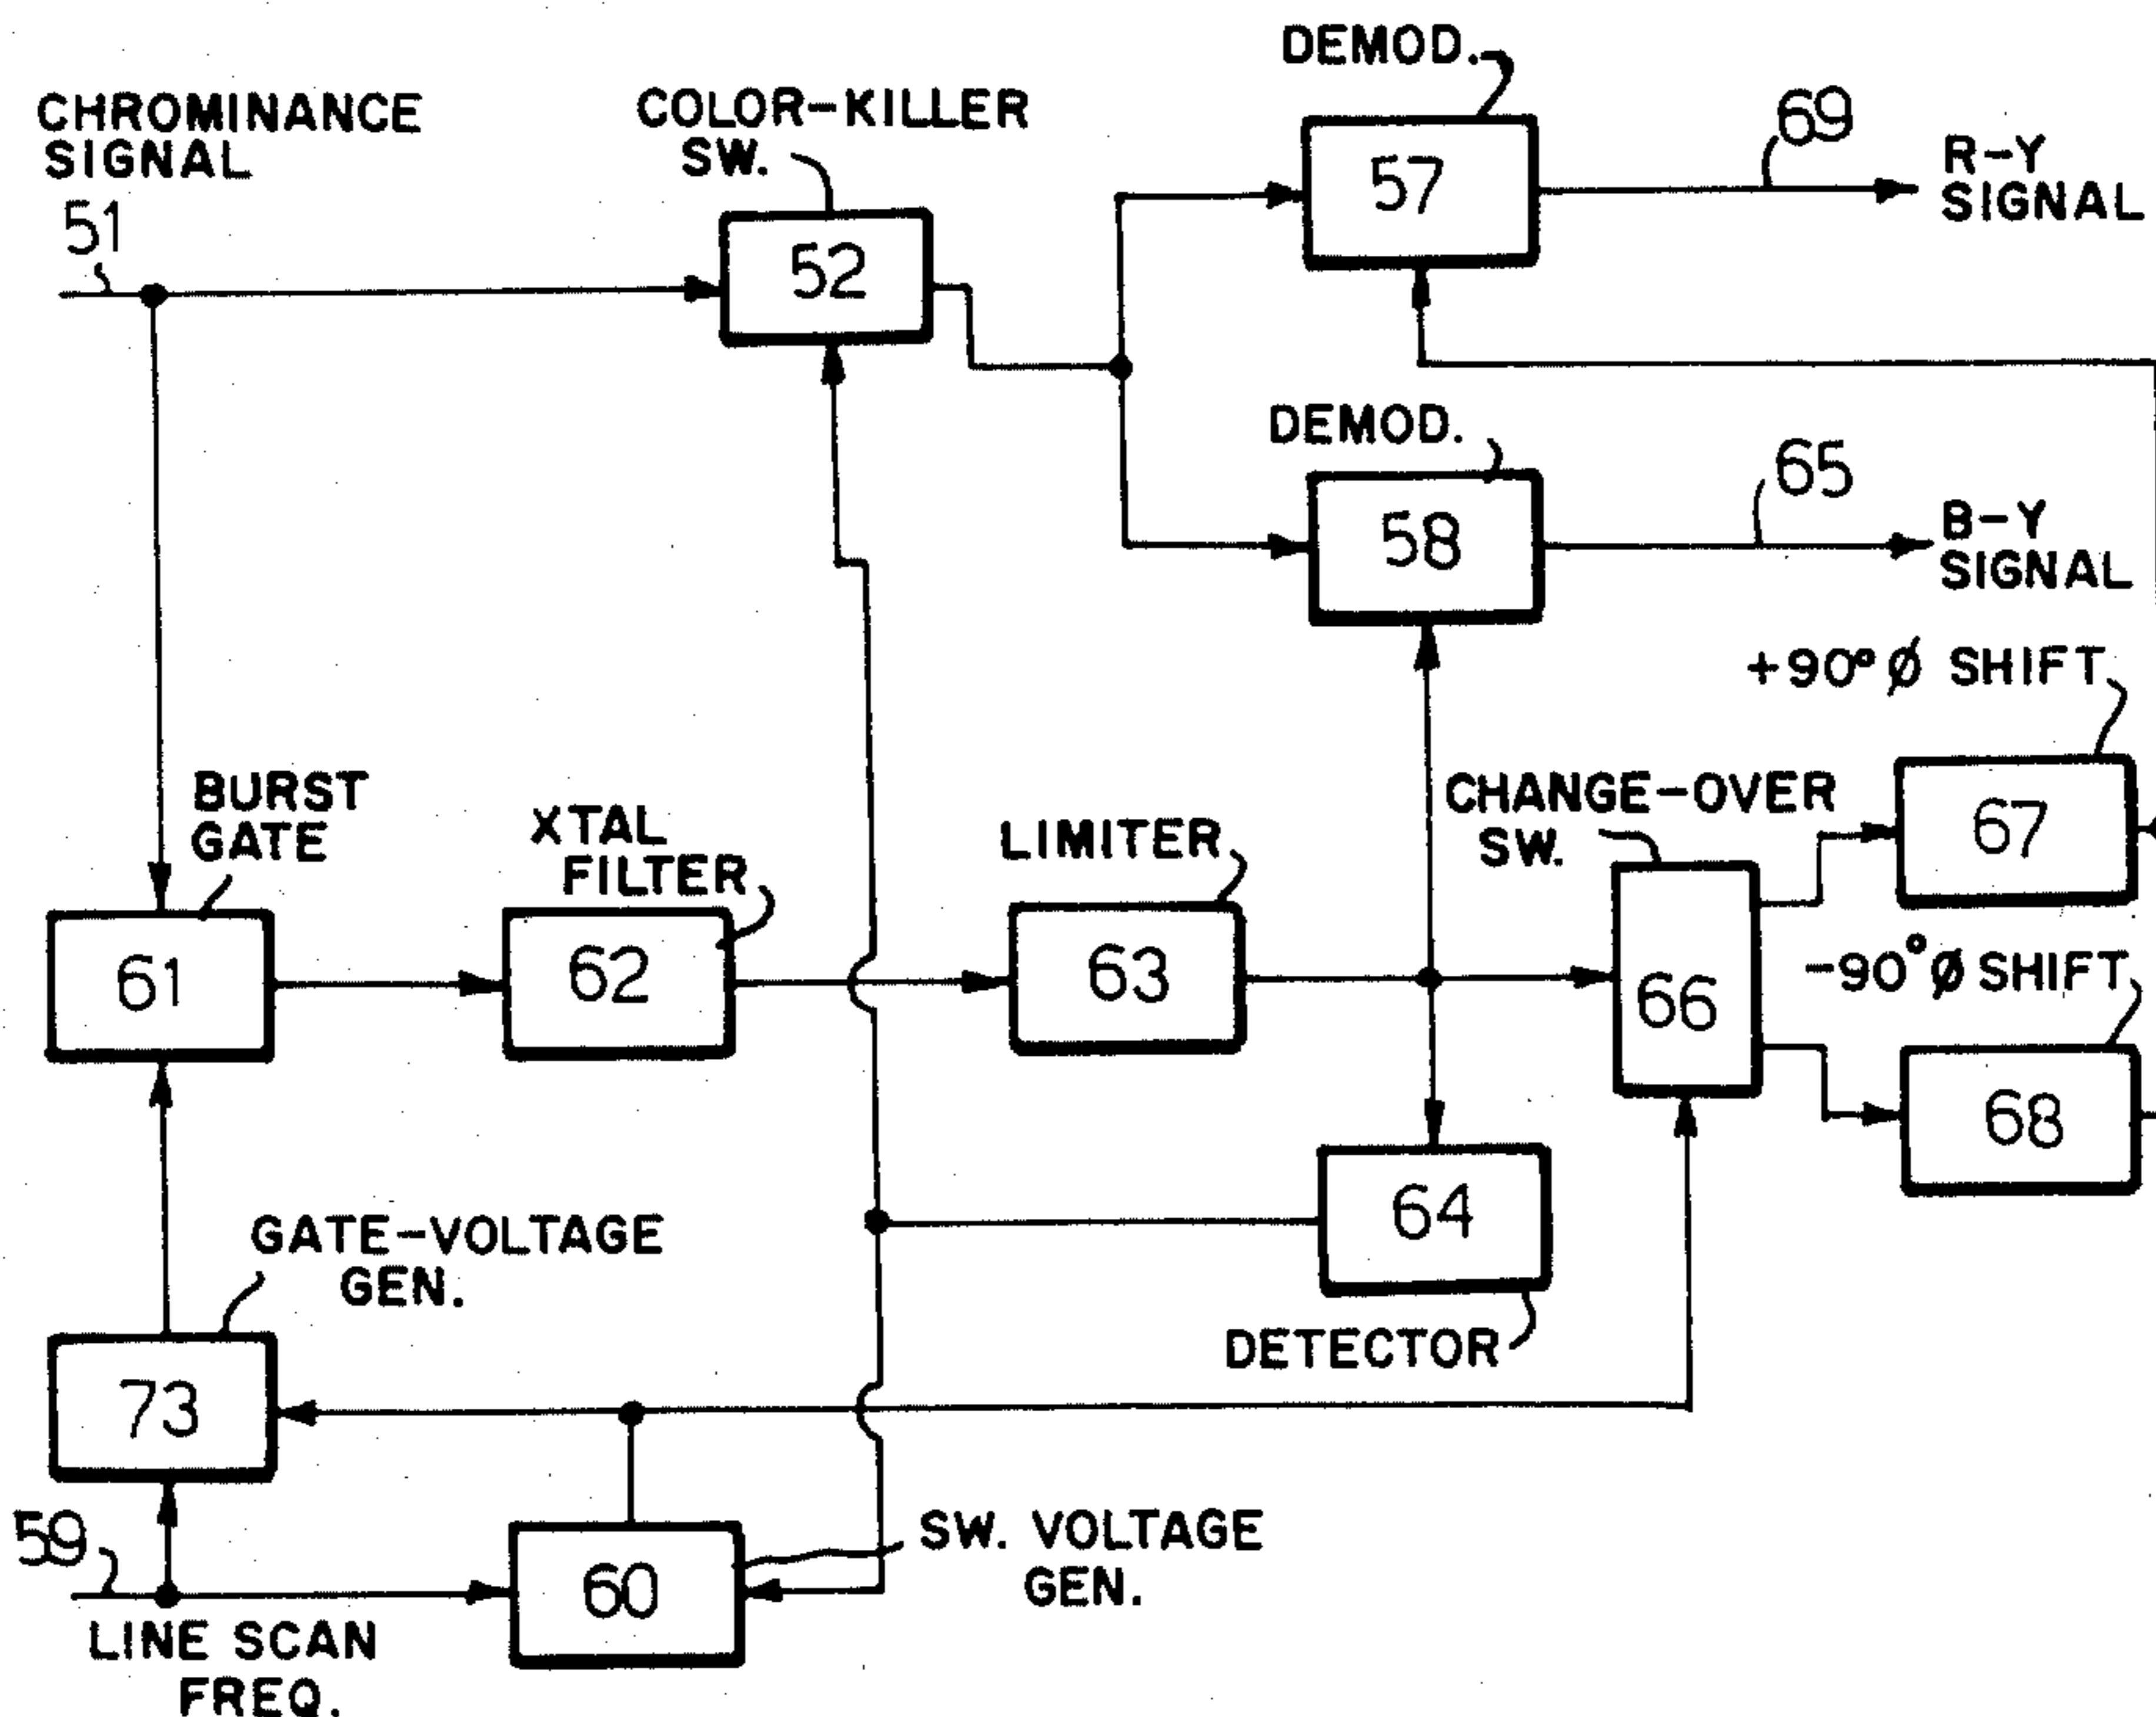 DEMOD.
CHROMINANCE
SIGNAL
COLOR-KILLER
SW.
69
R-Y
SIGNAL
57
51
52
DEMOD.
65
B-Y
SIGNAL
58
+90° Ø SHIFT
BURST
GATE
XTAL
FILTER
LIMITER
CHANGE-OVER
SW.
67
61
62
63
66
-90° Ø SHIFT
68
64
GATE-VOLTAGE
GEN.
DETECTOR
73
59
60
SW. VOLTAGE
GEN.
LINE SCAN
FREQ.